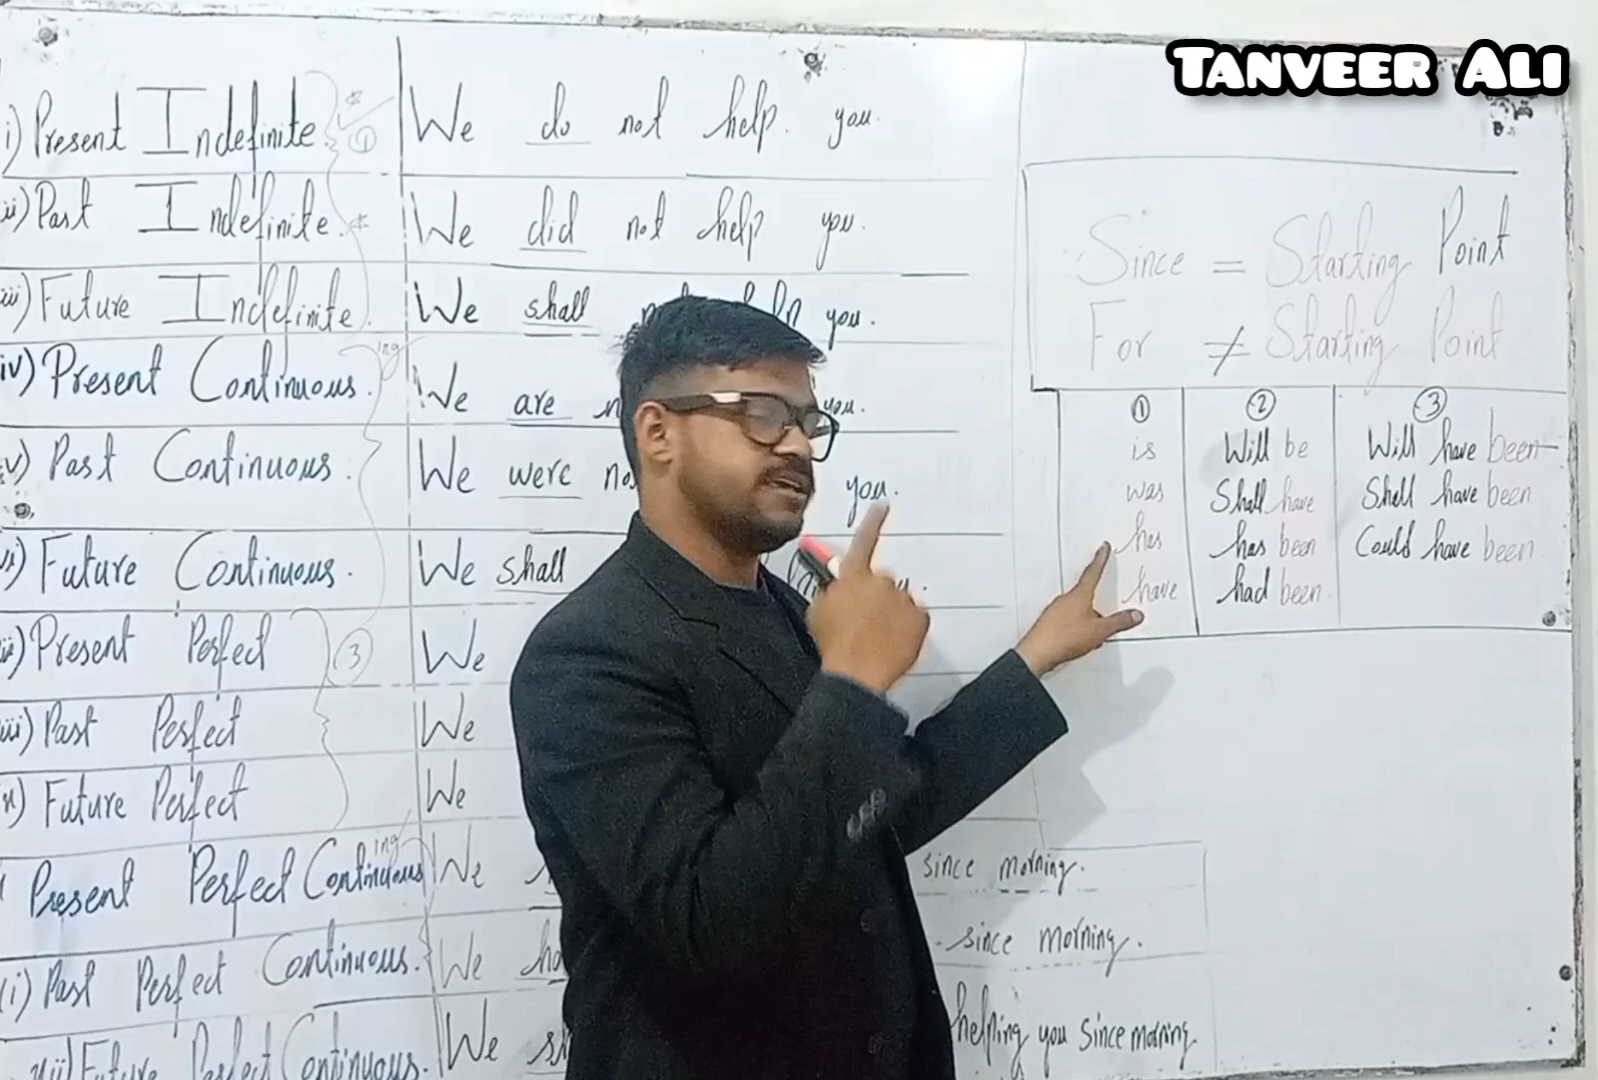 TANVEER ALI
i) Present Indefinite. ① We do not help you.
ii) Past Indefinite. We did not help you.
iii) Future Indefinite. We shall you.
iv) Present Continuous. ing We are you.
v) Past Continuous. We were you.
vi) Future Continuous. We shall
Present Perfect ③ We
Past Perfect We
Future Perfect We
Present Perfect Continuous ing We since morning.
Past Perfect Continuous. We since morning.
Future Perfect Continuous. We helping you since morning
Since = Starting Point
For ≠ Starting Point
① ② ③
is Will be Will have been
was Shall have Shall have been
has has been Could have been
have had been